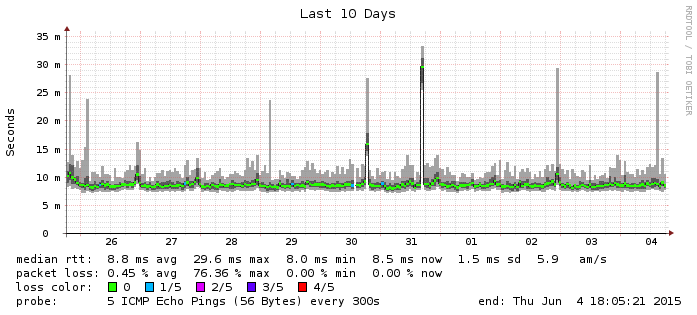 Last 10 Days
RRDTOOL / TOBI OETIKER
Seconds
35 m
30 m
25 m
20 m
15 m
10 m
5 m
0
26 27 28 29 30 31 01 02 03 04
median rtt: 8.8 ms avg 29.6 ms max 8.0 ms min 8.5 ms now 1.5 ms sd 5.9 am/s
packet loss: 0.45 % avg 76.36 % max 0.00 % min 0.00 % now
loss color: 0 1/5 2/5 3/5 4/5
probe: 5 ICMP Echo Pings (56 Bytes) every 300s end: Thu Jun 4 18:05:21 2015